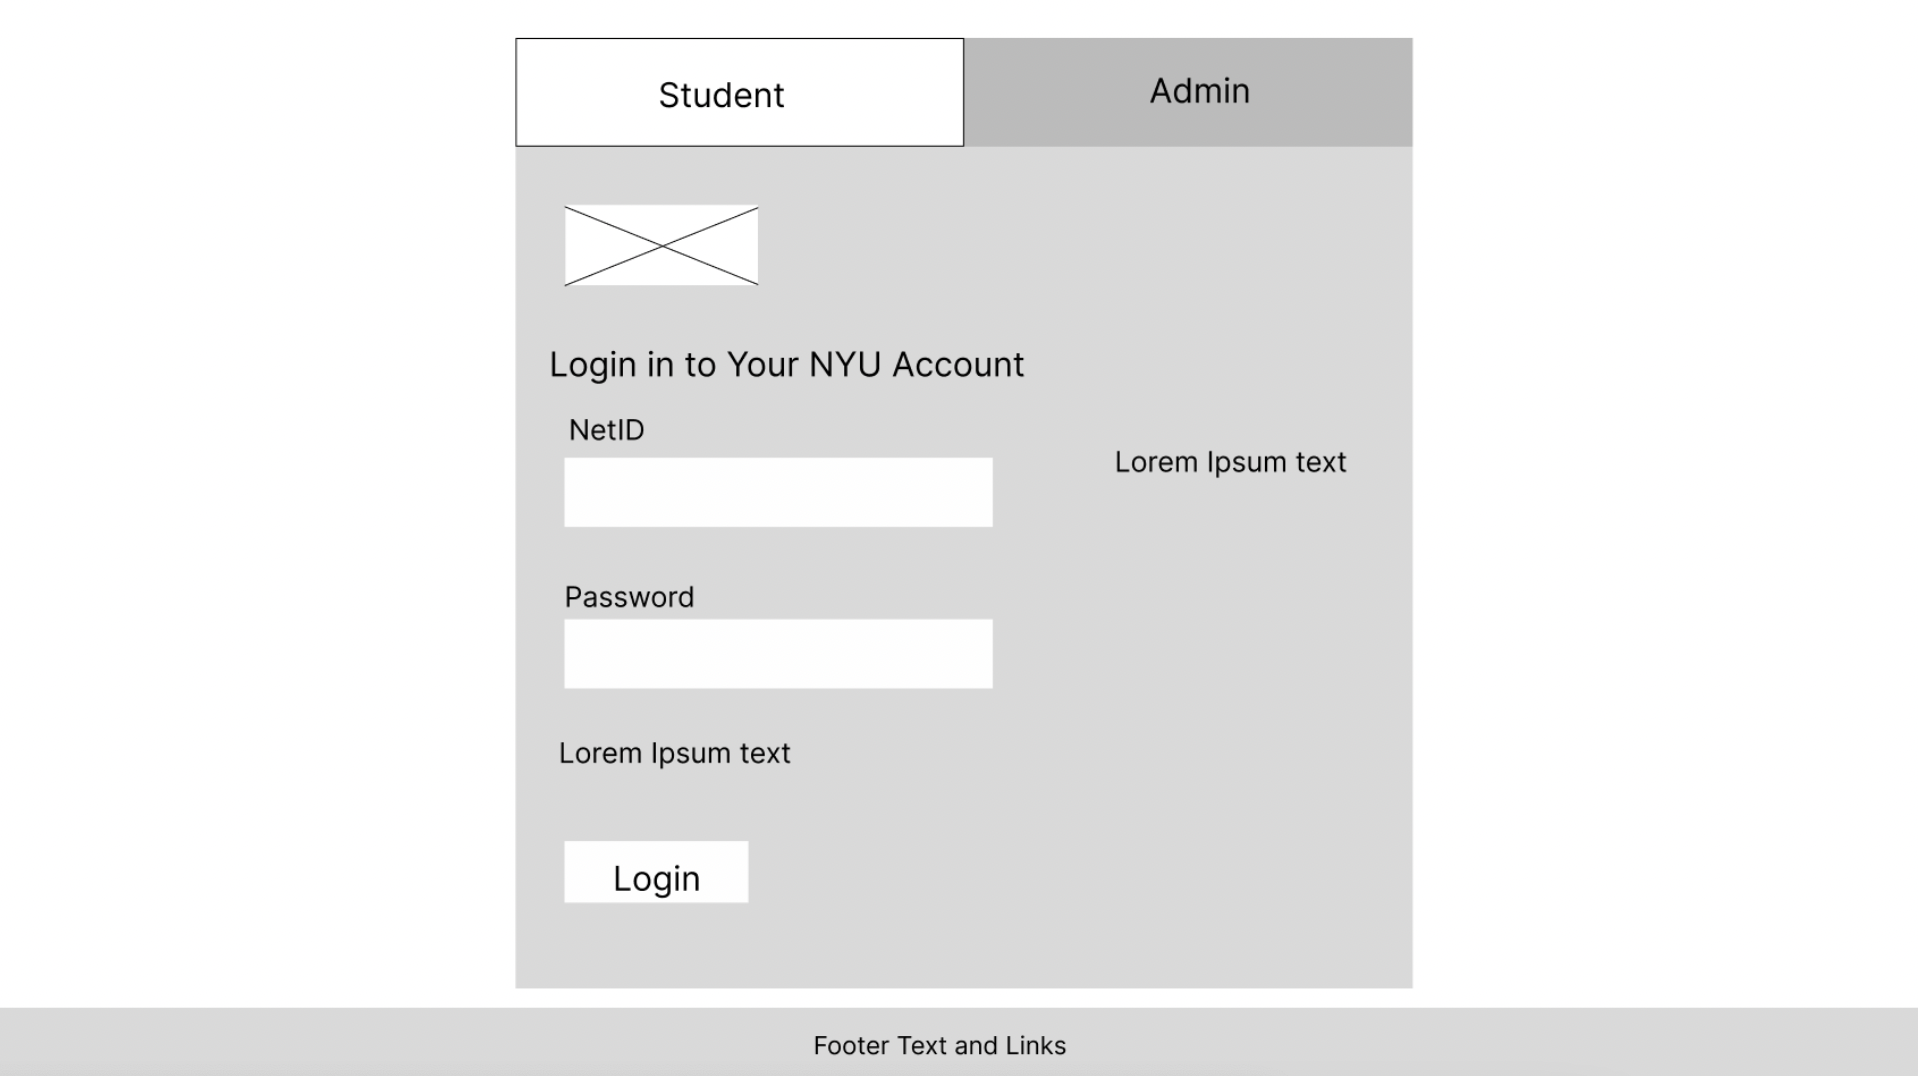 Student
Admin
Login in to Your NYU Account
NetID
Lorem Ipsum text
Password
Lorem Ipsum text
Login
Footer Text and Links